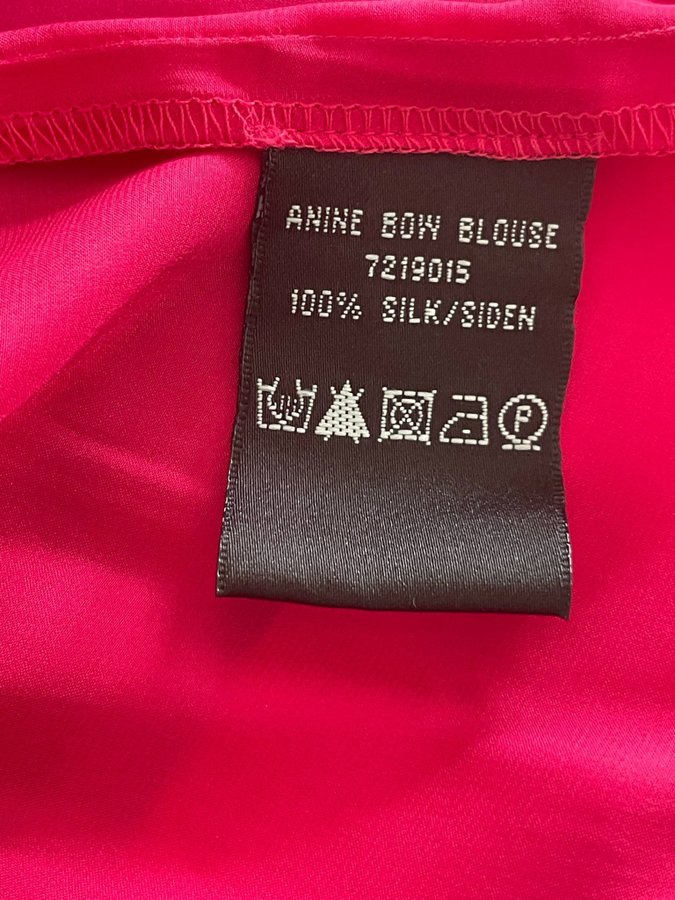 ANINE BOW BLOUSE
7219015
100% SILK/SIDEN
P